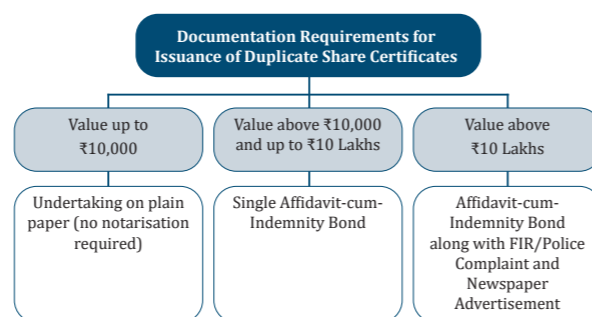 Documentation Requirements for
Issuance of Duplicate Share Certificates
Value up to
₹10,000
Value above ₹10,000
and up to ₹10 Lakhs
Value above
₹10 Lakhs
Undertaking on plain
paper (no notarisation
required)
Single Affidavit-cum-
Indemnity Bond
Affidavit-cum-
Indemnity Bond
along with FIR/Police
Complaint and
Newspaper
Advertisement